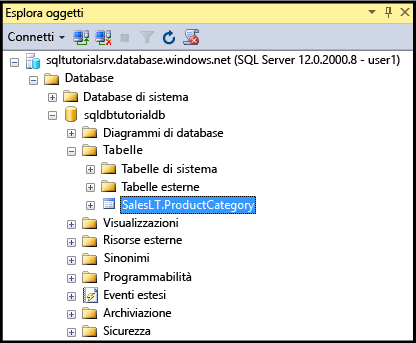 Esplora oggetti
Connetti
sqltutorialsrv.database.windows.net (SQL Server 12.0.2000.8 - user1)
Database
Database di sistema
sqldbtutorialdb
Diagrammi di database
Tabelle
Tabelle di sistema
Tabelle esterne
SalesLT.ProductCategory
Visualizzazioni
Risorse esterne
Sinonimi
Programmabilità
Eventi estesi
Archiviazione
Sicurezza